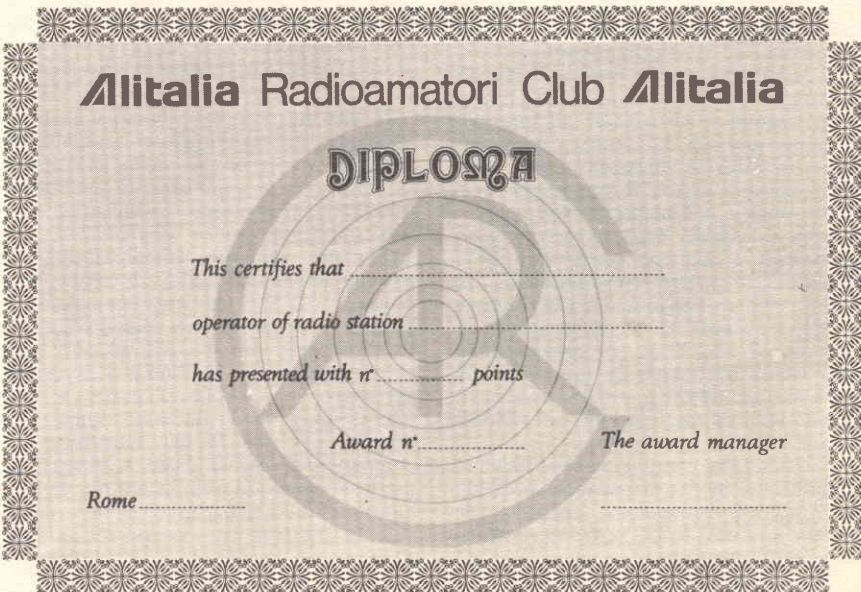 Alitalia Radioamatori Club Alitalia
DIPLOMA
This certifies that
operator of radio station
has presented with n° points
Award n° The award manager
Rome